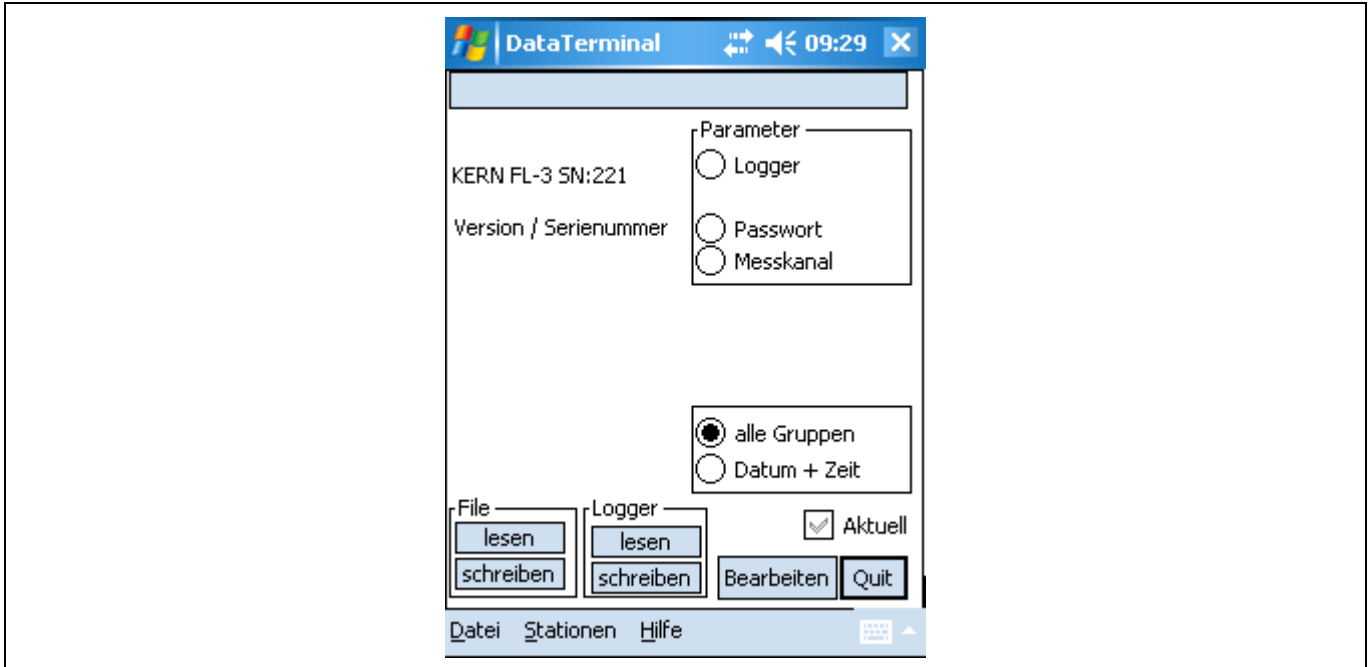 DataTerminal 09:29
Parameter
Logger
KERN FL-3 SN:221
Version / Serienummer
Passwort
Messkanal
alle Gruppen
Datum + Zeit
File
lesen
schreiben
Logger
lesen
schreiben
Aktuell
Bearbeiten Quit
Datei Stationen Hilfe